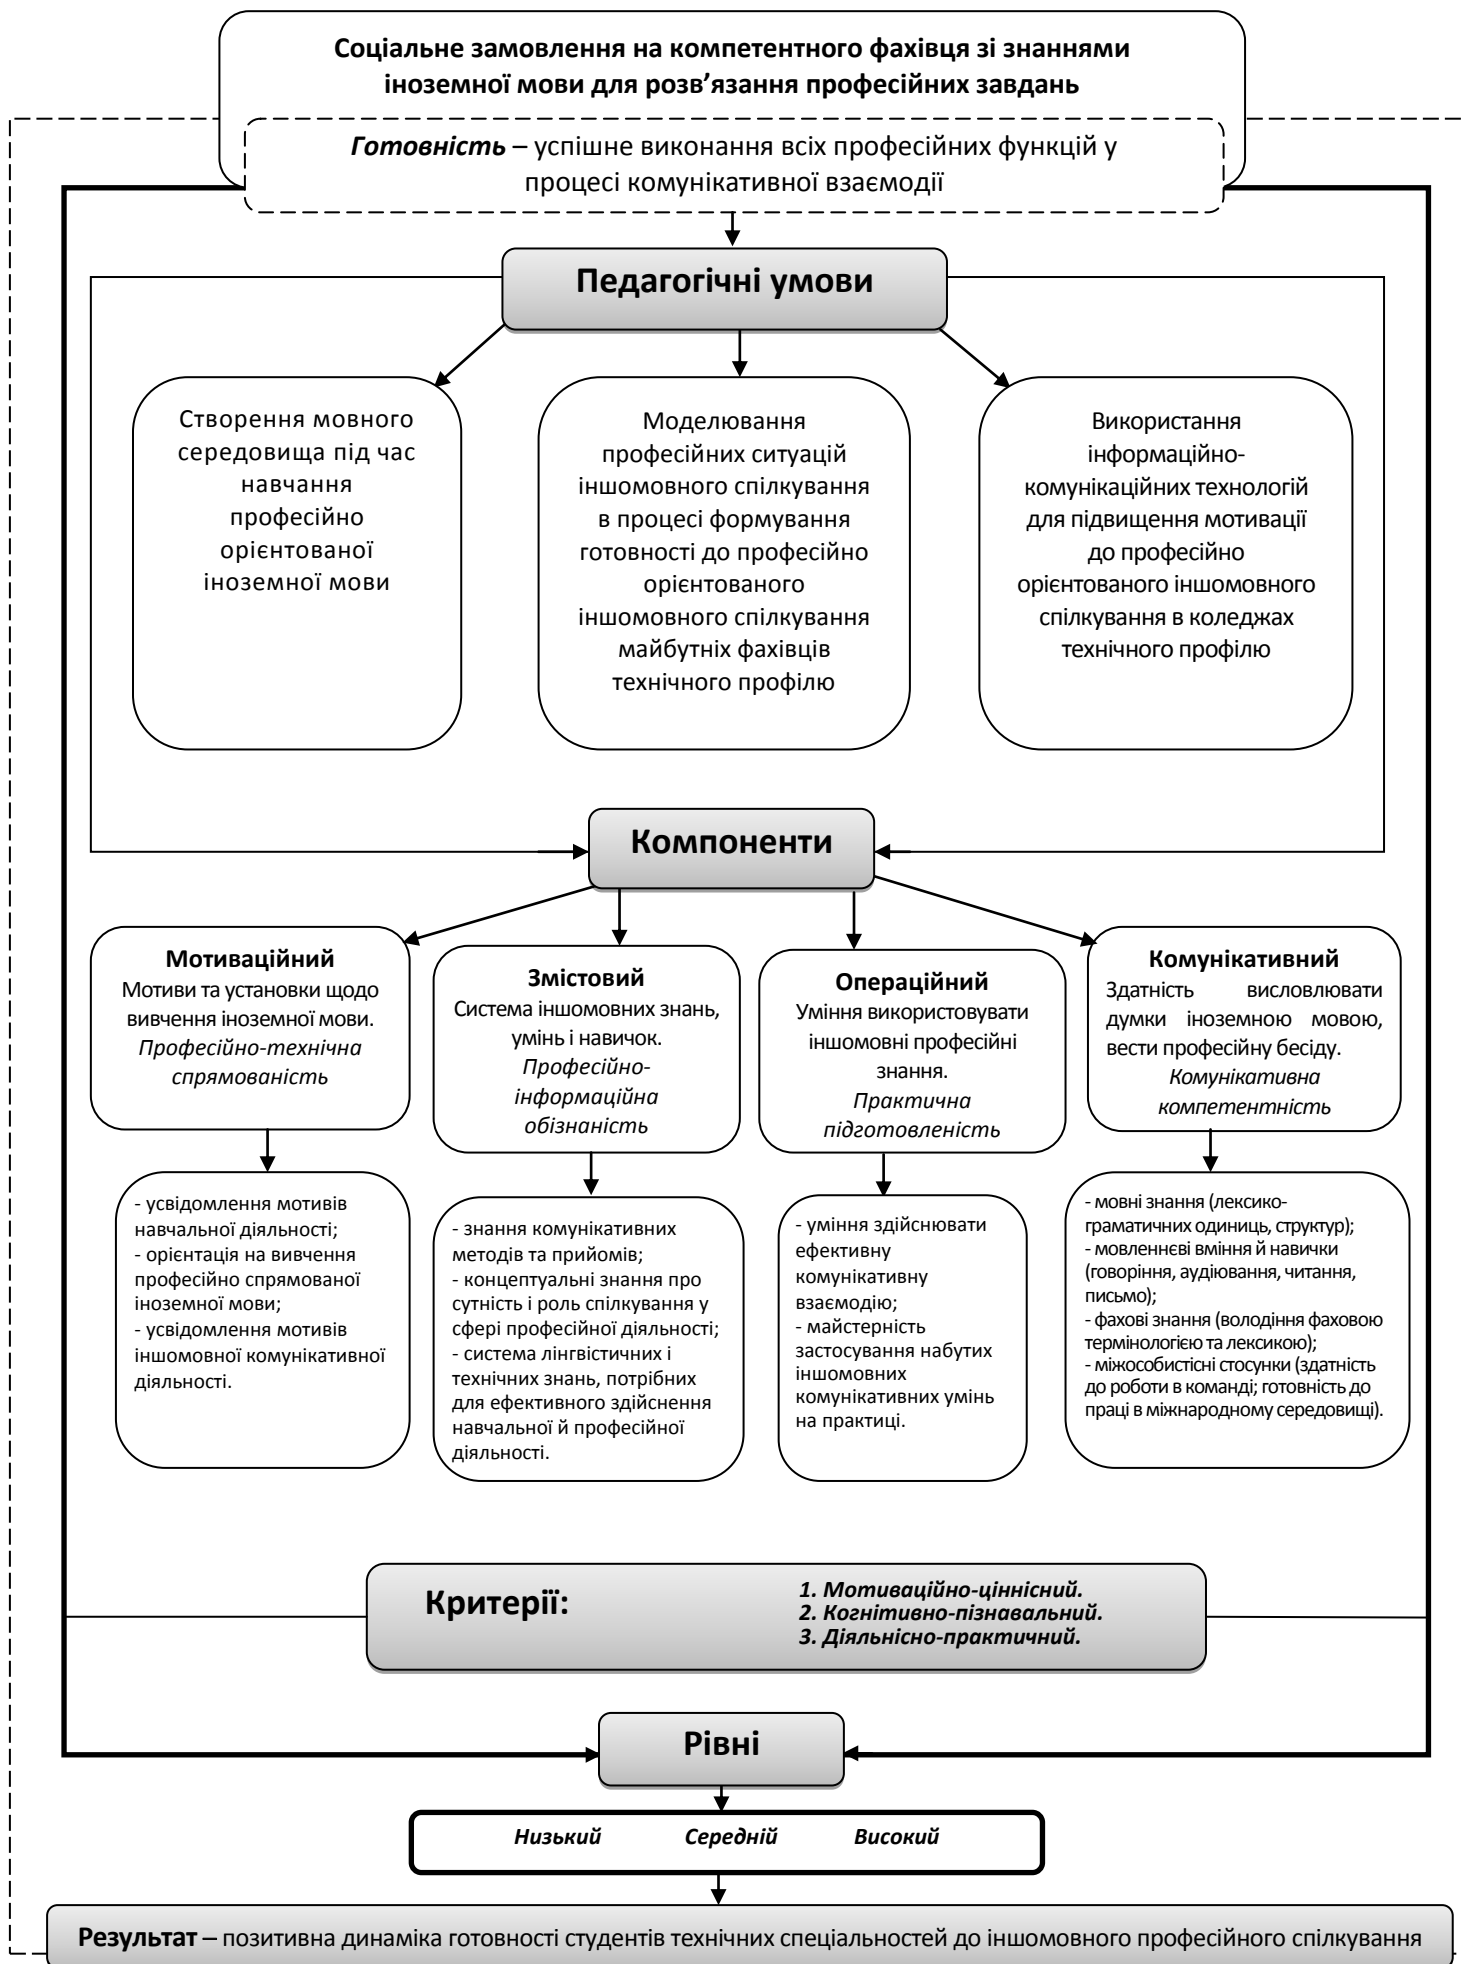 Соціальне замовлення на компетентного фахівця зі знаннями
іноземної мови для розв’язання професійних завдань
Готовність – успішне виконання всіх професійних функцій у
процесі комунікативної взаємодії
Педагогічні умови
Створення мовного
середовища під час
навчання
професійно
орієнтованої
іноземної мови
Моделювання
професійних ситуацій
іншомовного спілкування
в процесі формування
готовності до професійно
орієнтованого
іншомовного спілкування
майбутніх фахівців
технічного профілю
Використання
інформаційно-
комунікаційних технологій
для підвищення мотивації
до професійно
орієнтованого іншомовного
спілкування в коледжах
технічного профілю
Компоненти
Мотиваційний
Мотиви та установки щодо
вивчення іноземної мови.
Професійно-технічна
спрямованість
Змістовий
Система іншомовних знань,
умінь і навичок.
Професійно-
інформаційна
обізнаність
Операційний
Уміння використовувати
іншомовні професійні
знання.
Практична
підготовленість
Комунікативний
Здатність висловлювати
думки іноземною мовою,
вести професійну бесіду.
Комунікативна
компетентність
- усвідомлення мотивів
навчальної діяльності;
- орієнтація на вивчення
професійно спрямованої
іноземної мови;
- усвідомлення мотивів
іншомовної комунікативної
діяльності.
- знання комунікативних
методів та прийомів;
- концептуальні знання про
сутність і роль спілкування у
сфері професійної діяльності;
- система лінгвістичних і
технічних знань, потрібних
для ефективного здійснення
навчальної й професійної
діяльності.
- уміння здійснювати
ефективну
комунікативну
взаємодію;
- майстерність
застосування набутих
іншомовних
комунікативних умінь
на практиці.
- мовні знання (лексико-
граматичних одиниць, структур);
- мовленнєві вміння й навички
(говоріння, аудіювання, читання,
письмо);
- фахові знання (володіння фаховою
термінологією та лексикою);
- міжособистісні стосунки (здатність
до роботи в команді; готовність до
праці в міжнародному середовищі).
Критерії:
1. Мотиваційно-ціннісний.
2. Когнітивно-пізнавальний.
3. Діяльнісно-практичний.
Рівні
Низький Середній Високий
Результат – позитивна динаміка готовності студентів технічних спеціальностей до іншомовного професійного спілкування